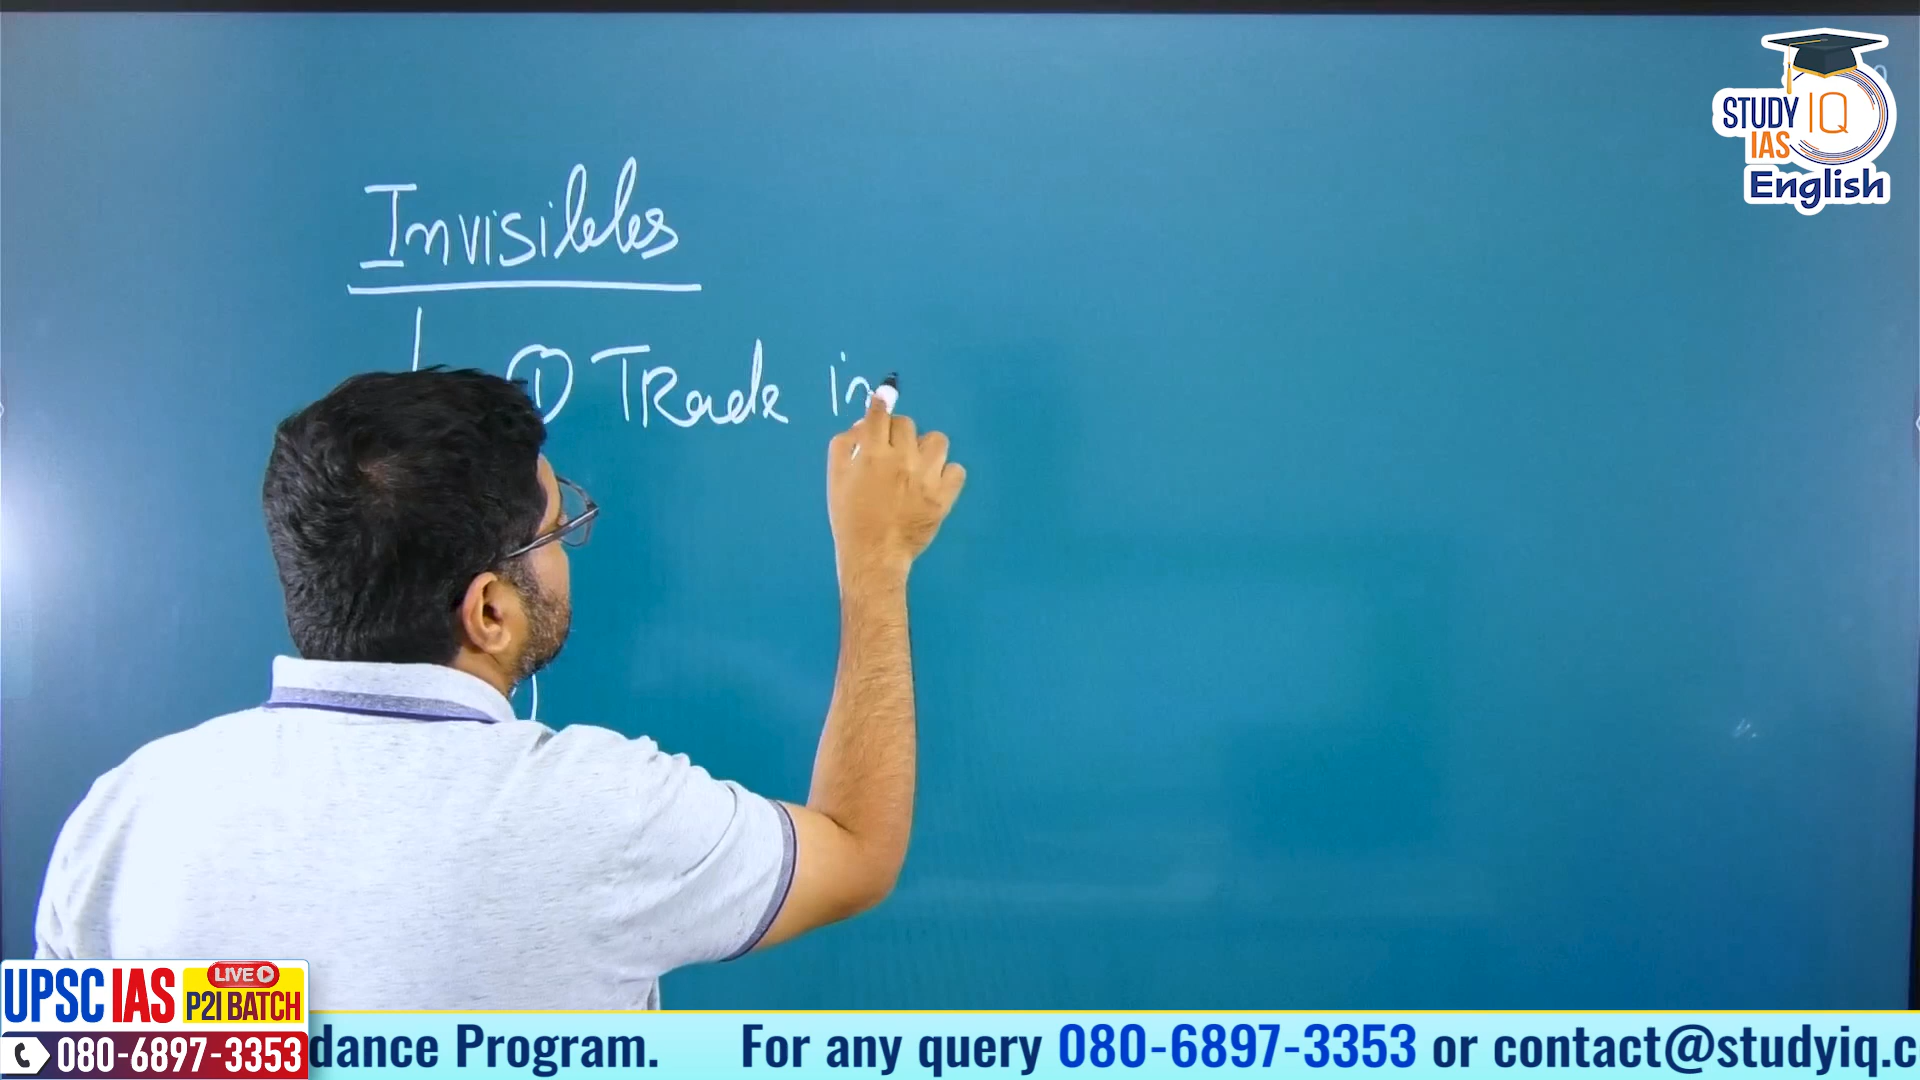 STUDY IQ
IAS
English
Invisibles
① Trade in
LIVE
UPSC IAS P2I BATCH
080-6897-3353
dance Program. For any query 080-6897-3353 or contact@studyiq.c